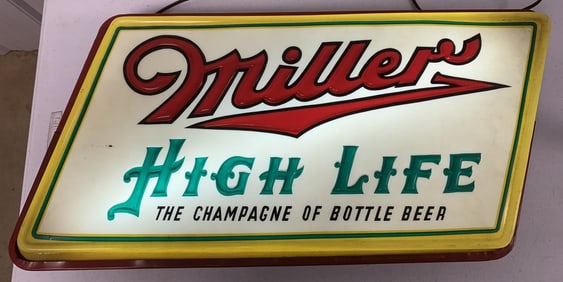 Miller
HIGH LIFE
THE CHAMPAGNE OF BOTTLE BEER